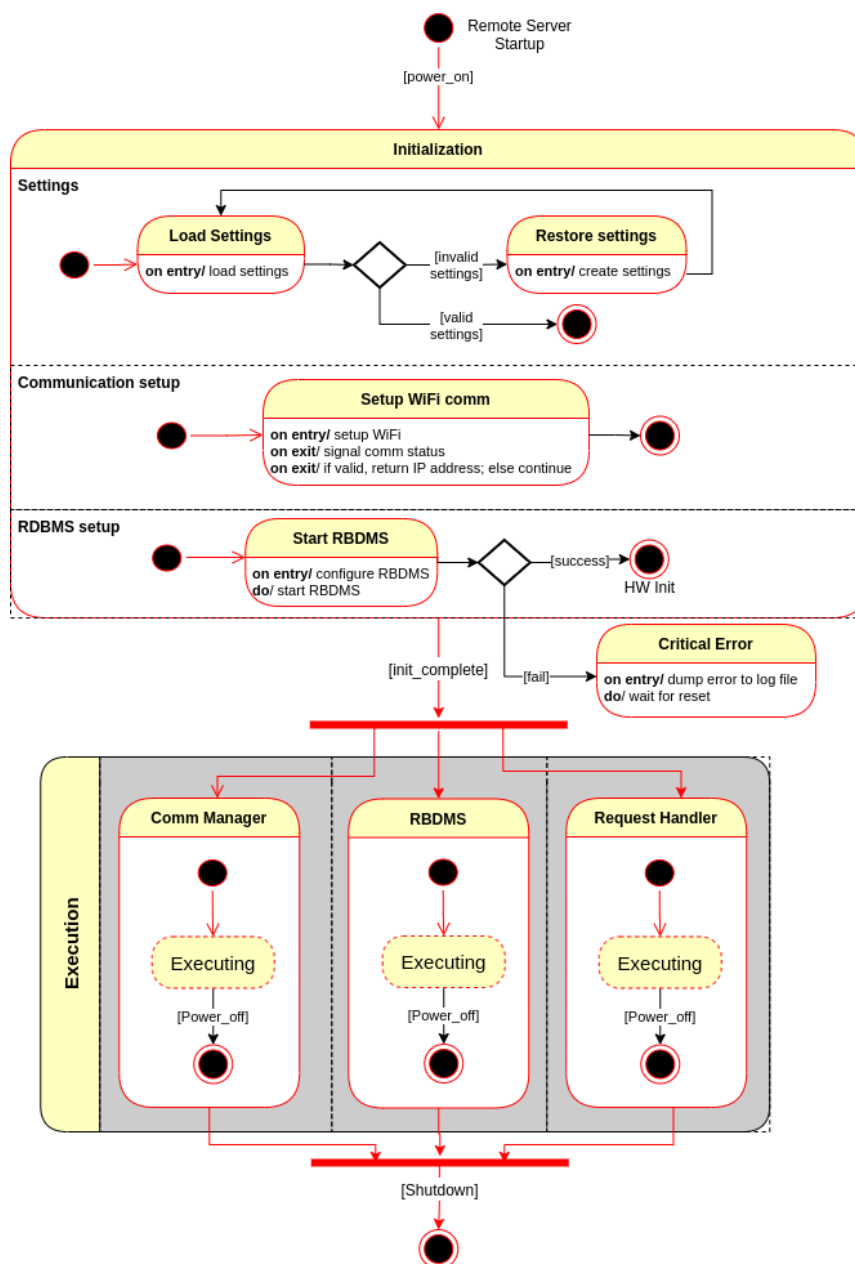 Remote Server
Startup
[power_on]
Initialization
Settings
Load Settings
on entry/ load settings
[invalid
settings]
Restore settings
on entry/ create settings
[valid
settings]
Communication setup
Setup WiFi comm
on entry/ setup WiFi
on exit/ signal comm status
on exit/ if valid, return IP address; else continue
RDBMS setup
Start RBDMS
on entry/ configure RBDMS
do/ start RBDMS
[success]
HW Init
[fail]
Critical Error
on entry/ dump error to log file
do/ wait for reset
[init_complete]
Execution
Comm Manager
Executing
[Power_off]
RBDMS
Executing
[Power_off]
Request Handler
Executing
[Power_off]
[Shutdown]